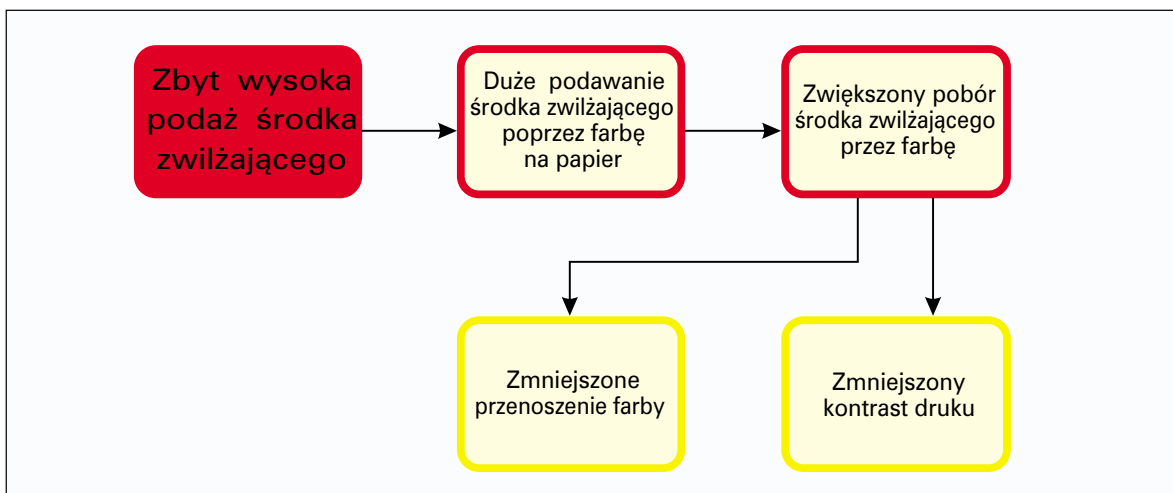 Zbyt wysoka
podaż środka
zwilżającego
Duże podawanie
środka zwilżającego
poprzez farbę
na papier
Zwiększony pobór
środka zwilżającego
przez farbę
Zmniejszone
przenoszenie farby
Zmniejszony
kontrast druku